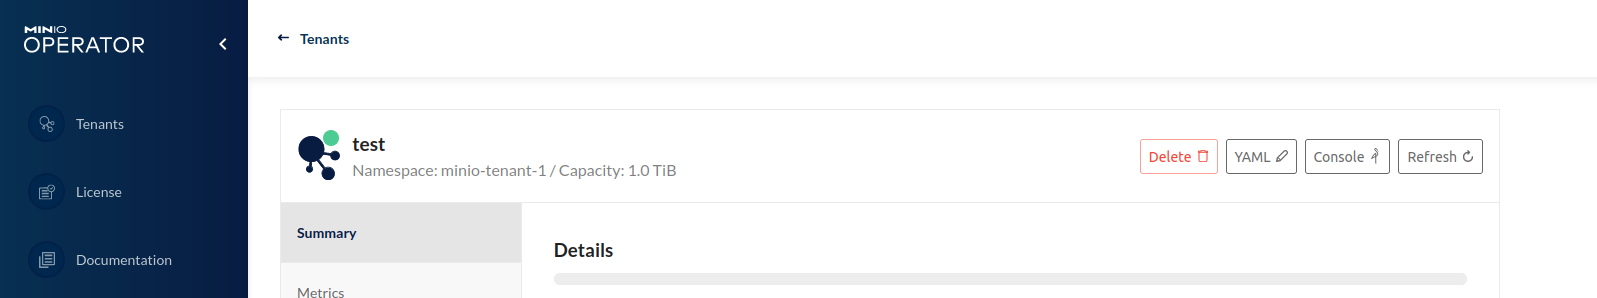 MINIO
OPERATOR
Tenants
License
Documentation
Tenants
test
Namespace: minio-tenant-1 / Capacity: 1.0 TiB
Delete YAML Console Refresh
Summary
Metrics
Details